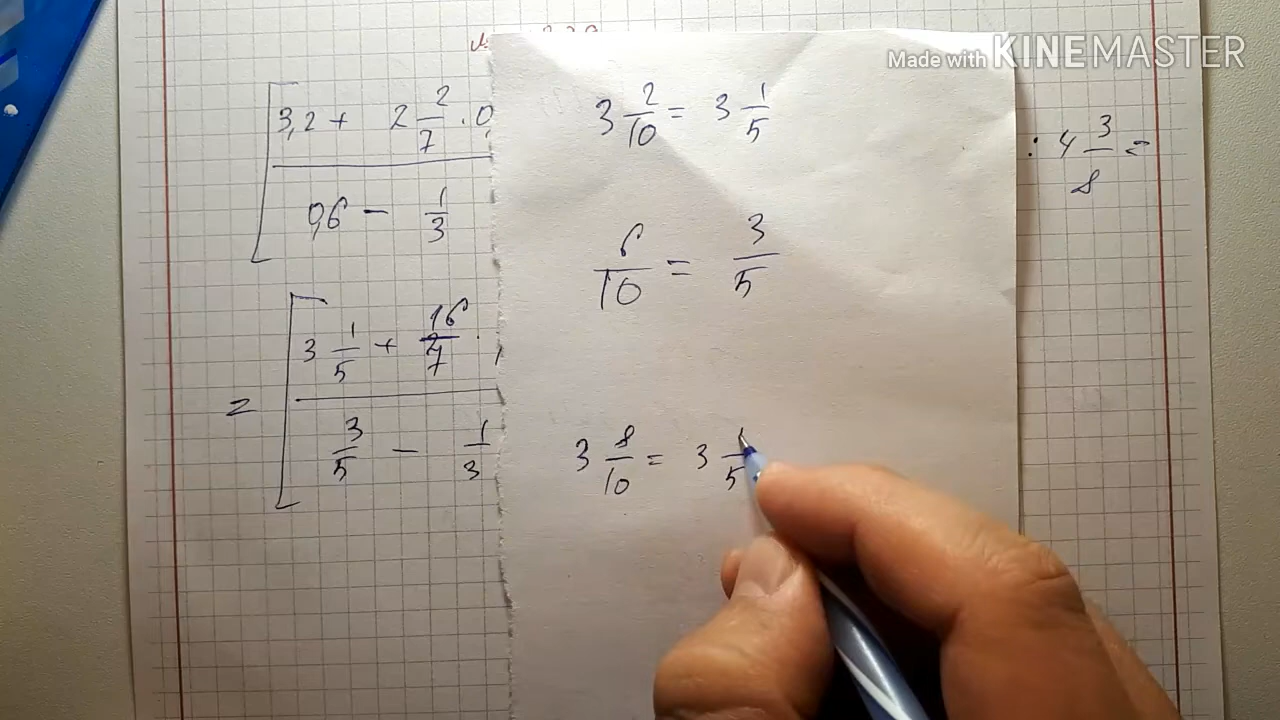 Made with KINEMASTER
3,2 + 2 2/7 · 0
0,6 - 1/3
: 4 3/8 =
3 2/10 = 3 1/5
6/10 = 3/5
= 3 1/5 + 16/7 ·
3/5 - 1/3
3 8/10 = 3 /5